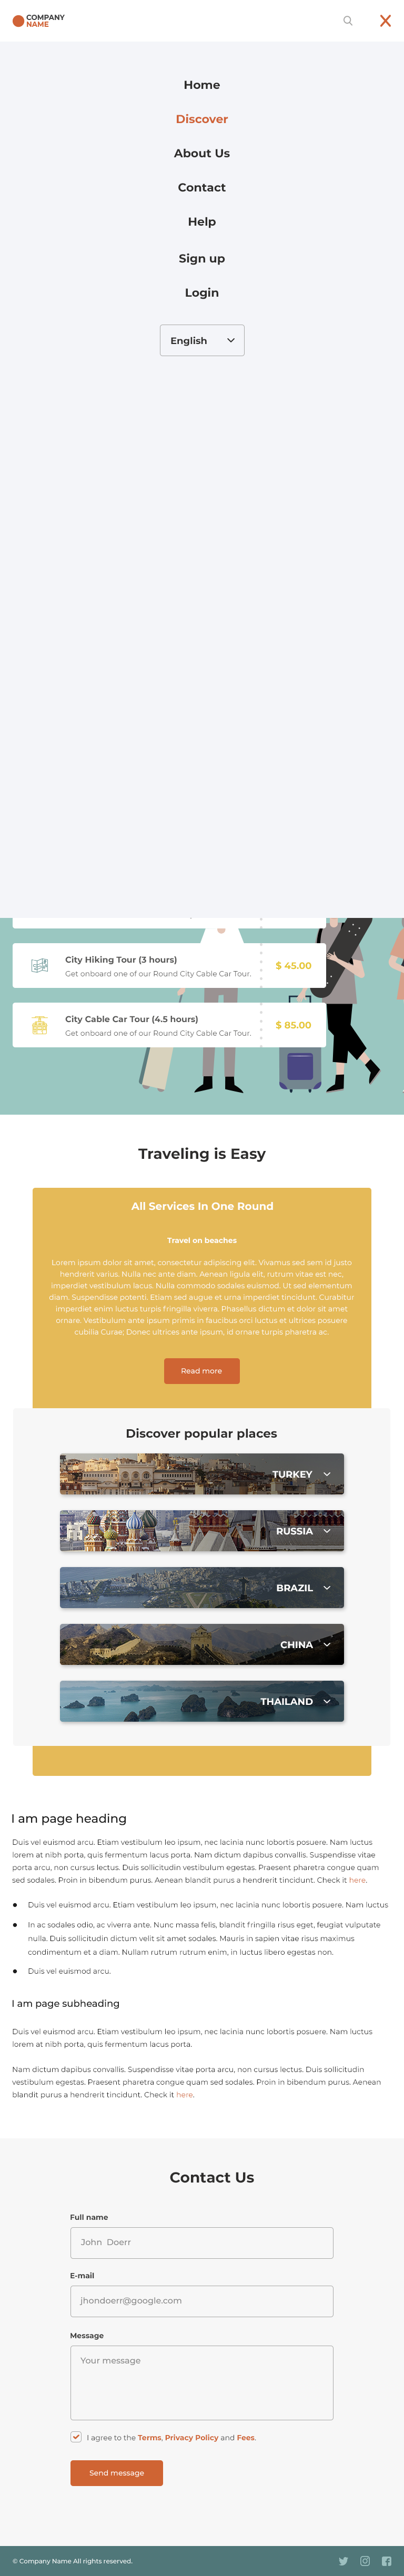 COMPANY
NAME
Home
Discover
About Us
Contact
Help
Sign up
Login
English
City Hiking Tour (3 hours)
Get onboard one of our Round City Cable Car Tour.
$ 45.00
City Cable Car Tour (4.5 hours)
Get onboard one of our Round City Cable Car Tour.
$ 85.00
Traveling is Easy
All Services In One Round
Travel on beaches
Lorem ipsum dolor sit amet, consectetur adipiscing elit. Vivamus sed sem id justo
hendrerit varius. Nulla nec ante diam. Aenean ligula elit, rutrum vitae est nec,
imperdiet vestibulum lacus. Nulla commodo sodales euismod. Ut sed elementum
diam. Suspendisse potenti. Etiam sed augue et urna imperdiet tincidunt. Curabitur
imperdiet enim luctus turpis fringilla viverra. Phasellus dictum et dolor sit amet
ornare. Vestibulum ante ipsum primis in faucibus orci luctus et ultrices posuere
cubilia Curae; Donec ultrices ante ipsum, id ornare turpis pharetra ac.
Read more
Discover popular places
TURKEY
RUSSIA
BRAZIL
CHINA
THAILAND
I am page heading
Duis vel euismod arcu. Etiam vestibulum leo ipsum, nec lacinia nunc lobortis posuere. Nam luctus
lorem at nibh porta, quis fermentum lacus porta. Nam dictum dapibus convallis. Suspendisse vitae
porta arcu, non cursus lectus. Duis sollicitudin vestibulum egestas. Praesent pharetra congue quam
sed sodales. Proin in bibendum purus. Aenean blandit purus a hendrerit tincidunt. Check it here.
Duis vel euismod arcu. Etiam vestibulum leo ipsum, nec lacinia nunc lobortis posuere. Nam luctus
In ac sodales odio, ac viverra ante. Nunc massa felis, blandit fringilla risus eget, feugiat vulputate
nulla. Duis sollicitudin dictum velit sit amet sodales. Mauris in sapien vitae risus maximus
condimentum et a diam. Nullam rutrum rutrum enim, in luctus libero egestas non.
Duis vel euismod arcu.
I am page subheading
Duis vel euismod arcu. Etiam vestibulum leo ipsum, nec lacinia nunc lobortis posuere. Nam luctus
lorem at nibh porta, quis fermentum lacus porta.
Nam dictum dapibus convallis. Suspendisse vitae porta arcu, non cursus lectus. Duis sollicitudin
vestibulum egestas. Praesent pharetra congue quam sed sodales. Proin in bibendum purus. Aenean
blandit purus a hendrerit tincidunt. Check it here.
Contact Us
Full name
John Doerr
E-mail
jhondoerr@google.com
Message
Your message
I agree to the Terms, Privacy Policy and Fees.
Send message
© Company Name All rights reserved.